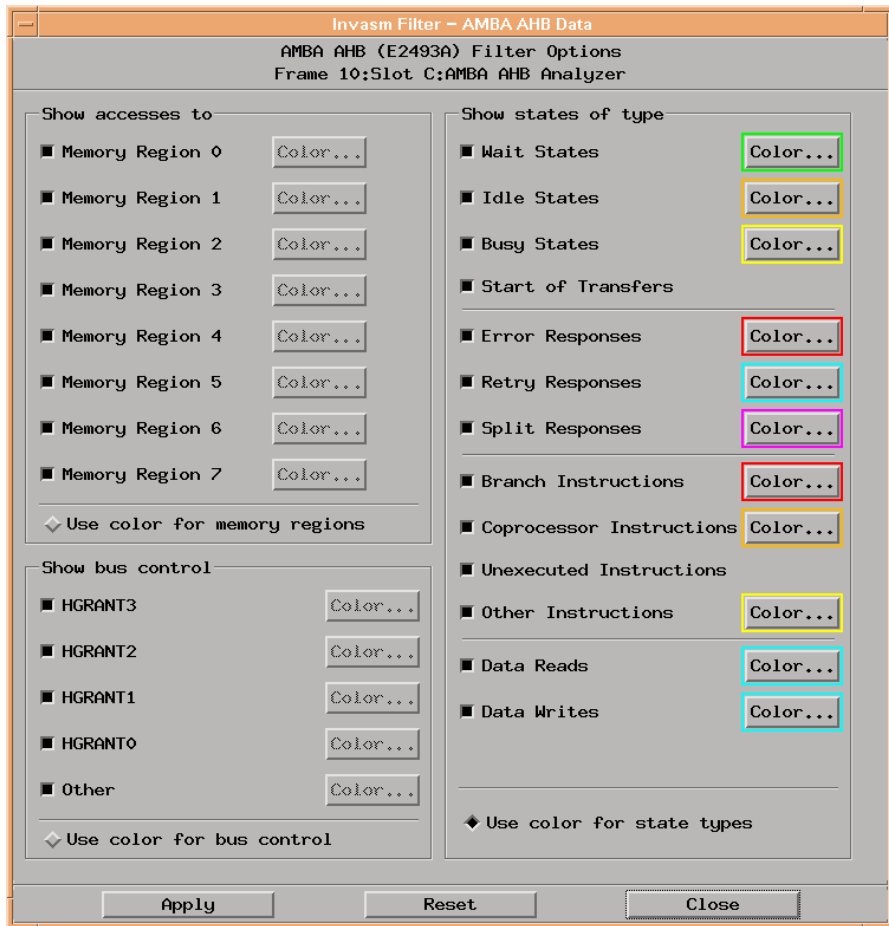 Invasm Filter – AMBA AHB Data
AMBA AHB (E2493A) Filter Options
Frame 10:Slot C:AMBA AHB Analyzer
Show accesses to
Memory Region 0 Color...
Memory Region 1 Color...
Memory Region 2 Color...
Memory Region 3 Color...
Memory Region 4 Color...
Memory Region 5 Color...
Memory Region 6 Color...
Memory Region 7 Color...
Use color for memory regions
Show bus control
HGRANT3 Color...
HGRANT2 Color...
HGRANT1 Color...
HGRANT0 Color...
Other Color...
Use color for bus control
Show states of type
Wait States Color...
Idle States Color...
Busy States Color...
Start of Transfers
Error Responses Color...
Retry Responses Color...
Split Responses Color...
Branch Instructions Color...
Coprocessor Instructions Color...
Unexecuted Instructions
Other Instructions Color...
Data Reads Color...
Data Writes Color...
Use color for state types
Apply Reset Close